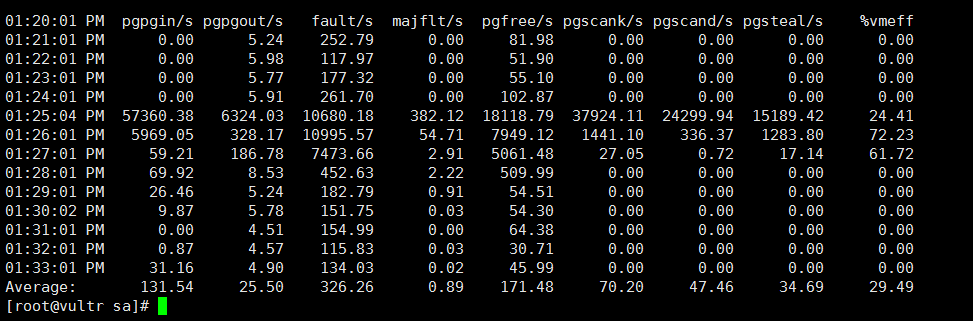 01:20:01 PM  pgpgin/s pgpgout/s   fault/s  majflt/s  pgfree/s pgscank/s pgscand/s pgsteal/s    %vmeff
01:21:01 PM      0.00      5.24    252.79      0.00     81.98      0.00      0.00      0.00      0.00
01:22:01 PM      0.00      5.98    117.97      0.00     51.90      0.00      0.00      0.00      0.00
01:23:01 PM      0.00      5.77    177.32      0.00     55.10      0.00      0.00      0.00      0.00
01:24:01 PM      0.00      5.91    261.70      0.00    102.87      0.00      0.00      0.00      0.00
01:25:04 PM  57360.38   6324.03  10680.18    382.12  18118.79  37924.11  24299.94  15189.42     24.41
01:26:01 PM   5969.05    328.17  10995.57     54.71   7949.12   1441.10    336.37   1283.80     72.23
01:27:01 PM     59.21    186.78   7473.66      2.91   5061.48     27.05      0.72     17.14     61.72
01:28:01 PM     69.92      8.53    452.63      2.22    509.99      0.00      0.00      0.00      0.00
01:29:01 PM     26.46      5.24    182.79      0.91     54.51      0.00      0.00      0.00      0.00
01:30:02 PM      9.87      5.78    151.75      0.03     54.30      0.00      0.00      0.00      0.00
01:31:01 PM      0.00      4.51    154.99      0.00     64.38      0.00      0.00      0.00      0.00
01:32:01 PM      0.87      4.57    115.83      0.03     30.71      0.00      0.00      0.00      0.00
01:33:01 PM     31.16      4.90    134.03      0.02     45.99      0.00      0.00      0.00      0.00
Average:       131.54     25.50    326.26      0.89    171.48     70.20     47.46     34.69     29.49
[root@vultr sa]#